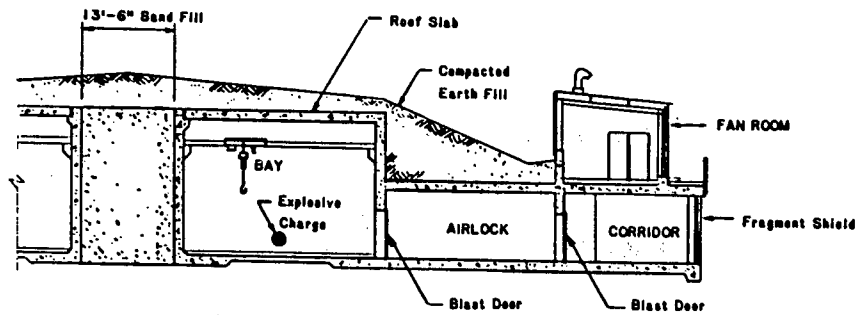 13'-6" Sand Fill
Roof Slab
Compacted
Earth Fill
FAN ROOM
BAY
Explosive
Charge
AIRLOCK
CORRIDOR
Fragment Shield
Blast Door
Blast Door